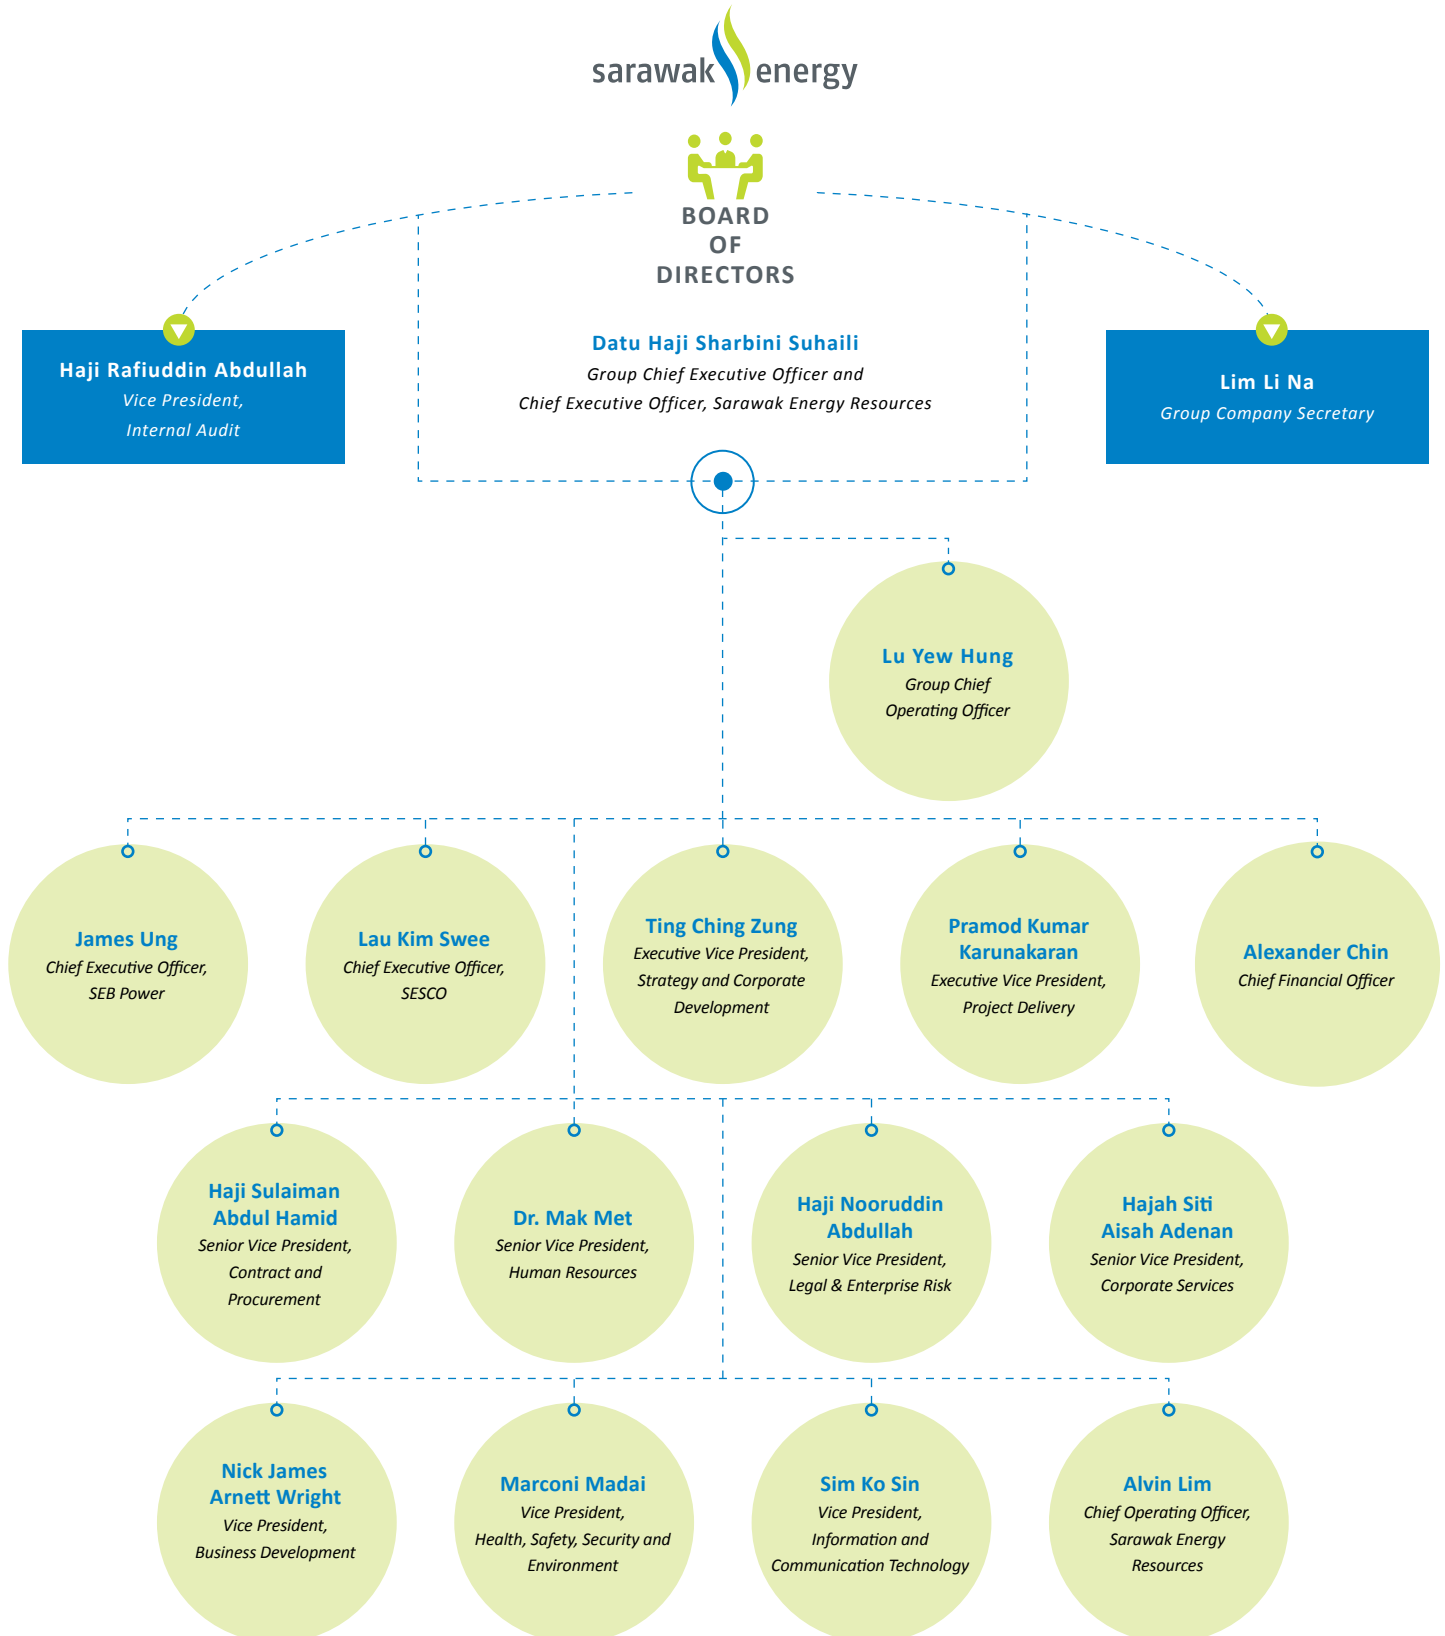 sarawak energy
BOARD
OF
DIRECTORS
Datu Haji Sharbini Suhaili
Group Chief Executive Officer and
Chief Executive Officer, Sarawak Energy Resources
Haji Rafiuddin Abdullah
Vice President,
Internal Audit
Lim Li Na
Group Company Secretary
Lu Yew Hung
Group Chief
Operating Officer
James Ung
Chief Executive Officer,
SEB Power
Lau Kim Swee
Chief Executive Officer,
SESCO
Ting Ching Zung
Executive Vice President,
Strategy and Corporate
Development
Pramod Kumar
Karunakaran
Executive Vice President,
Project Delivery
Alexander Chin
Chief Financial Officer
Haji Sulaiman
Abdul Hamid
Senior Vice President,
Contract and
Procurement
Dr. Mak Met
Senior Vice President,
Human Resources
Haji Nooruddin
Abdullah
Senior Vice President,
Legal & Enterprise Risk
Hajah Siti
Aisah Adenan
Senior Vice President,
Corporate Services
Nick James
Arnett Wright
Vice President,
Business Development
Marconi Madai
Vice President,
Health, Safety, Security and
Environment
Sim Ko Sin
Vice President,
Information and
Communication Technology
Alvin Lim
Chief Operating Officer,
Sarawak Energy
Resources